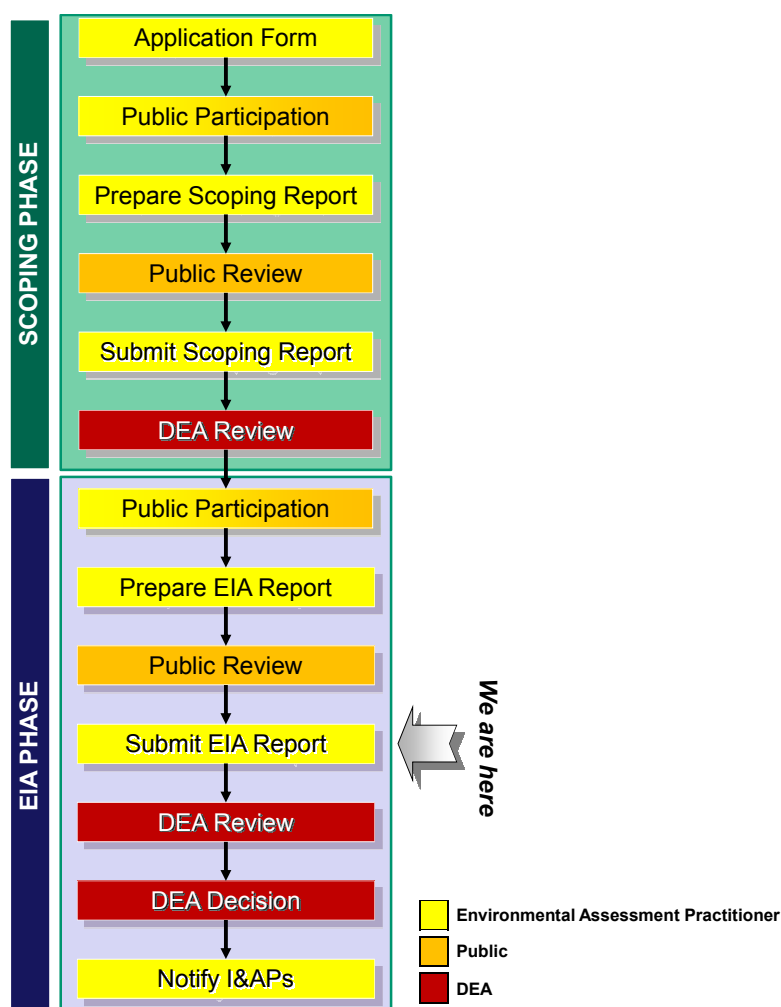 SCOPING PHASE
Application Form
Public Participation
Prepare Scoping Report
Public Review
Submit Scoping Report
DEA Review
EIA PHASE
Public Participation
Prepare EIA Report
Public Review
Submit EIA Report
We are here
DEA Review
DEA Decision
Notify I&APs
Environmental Assessment Practitioner
Public
DEA